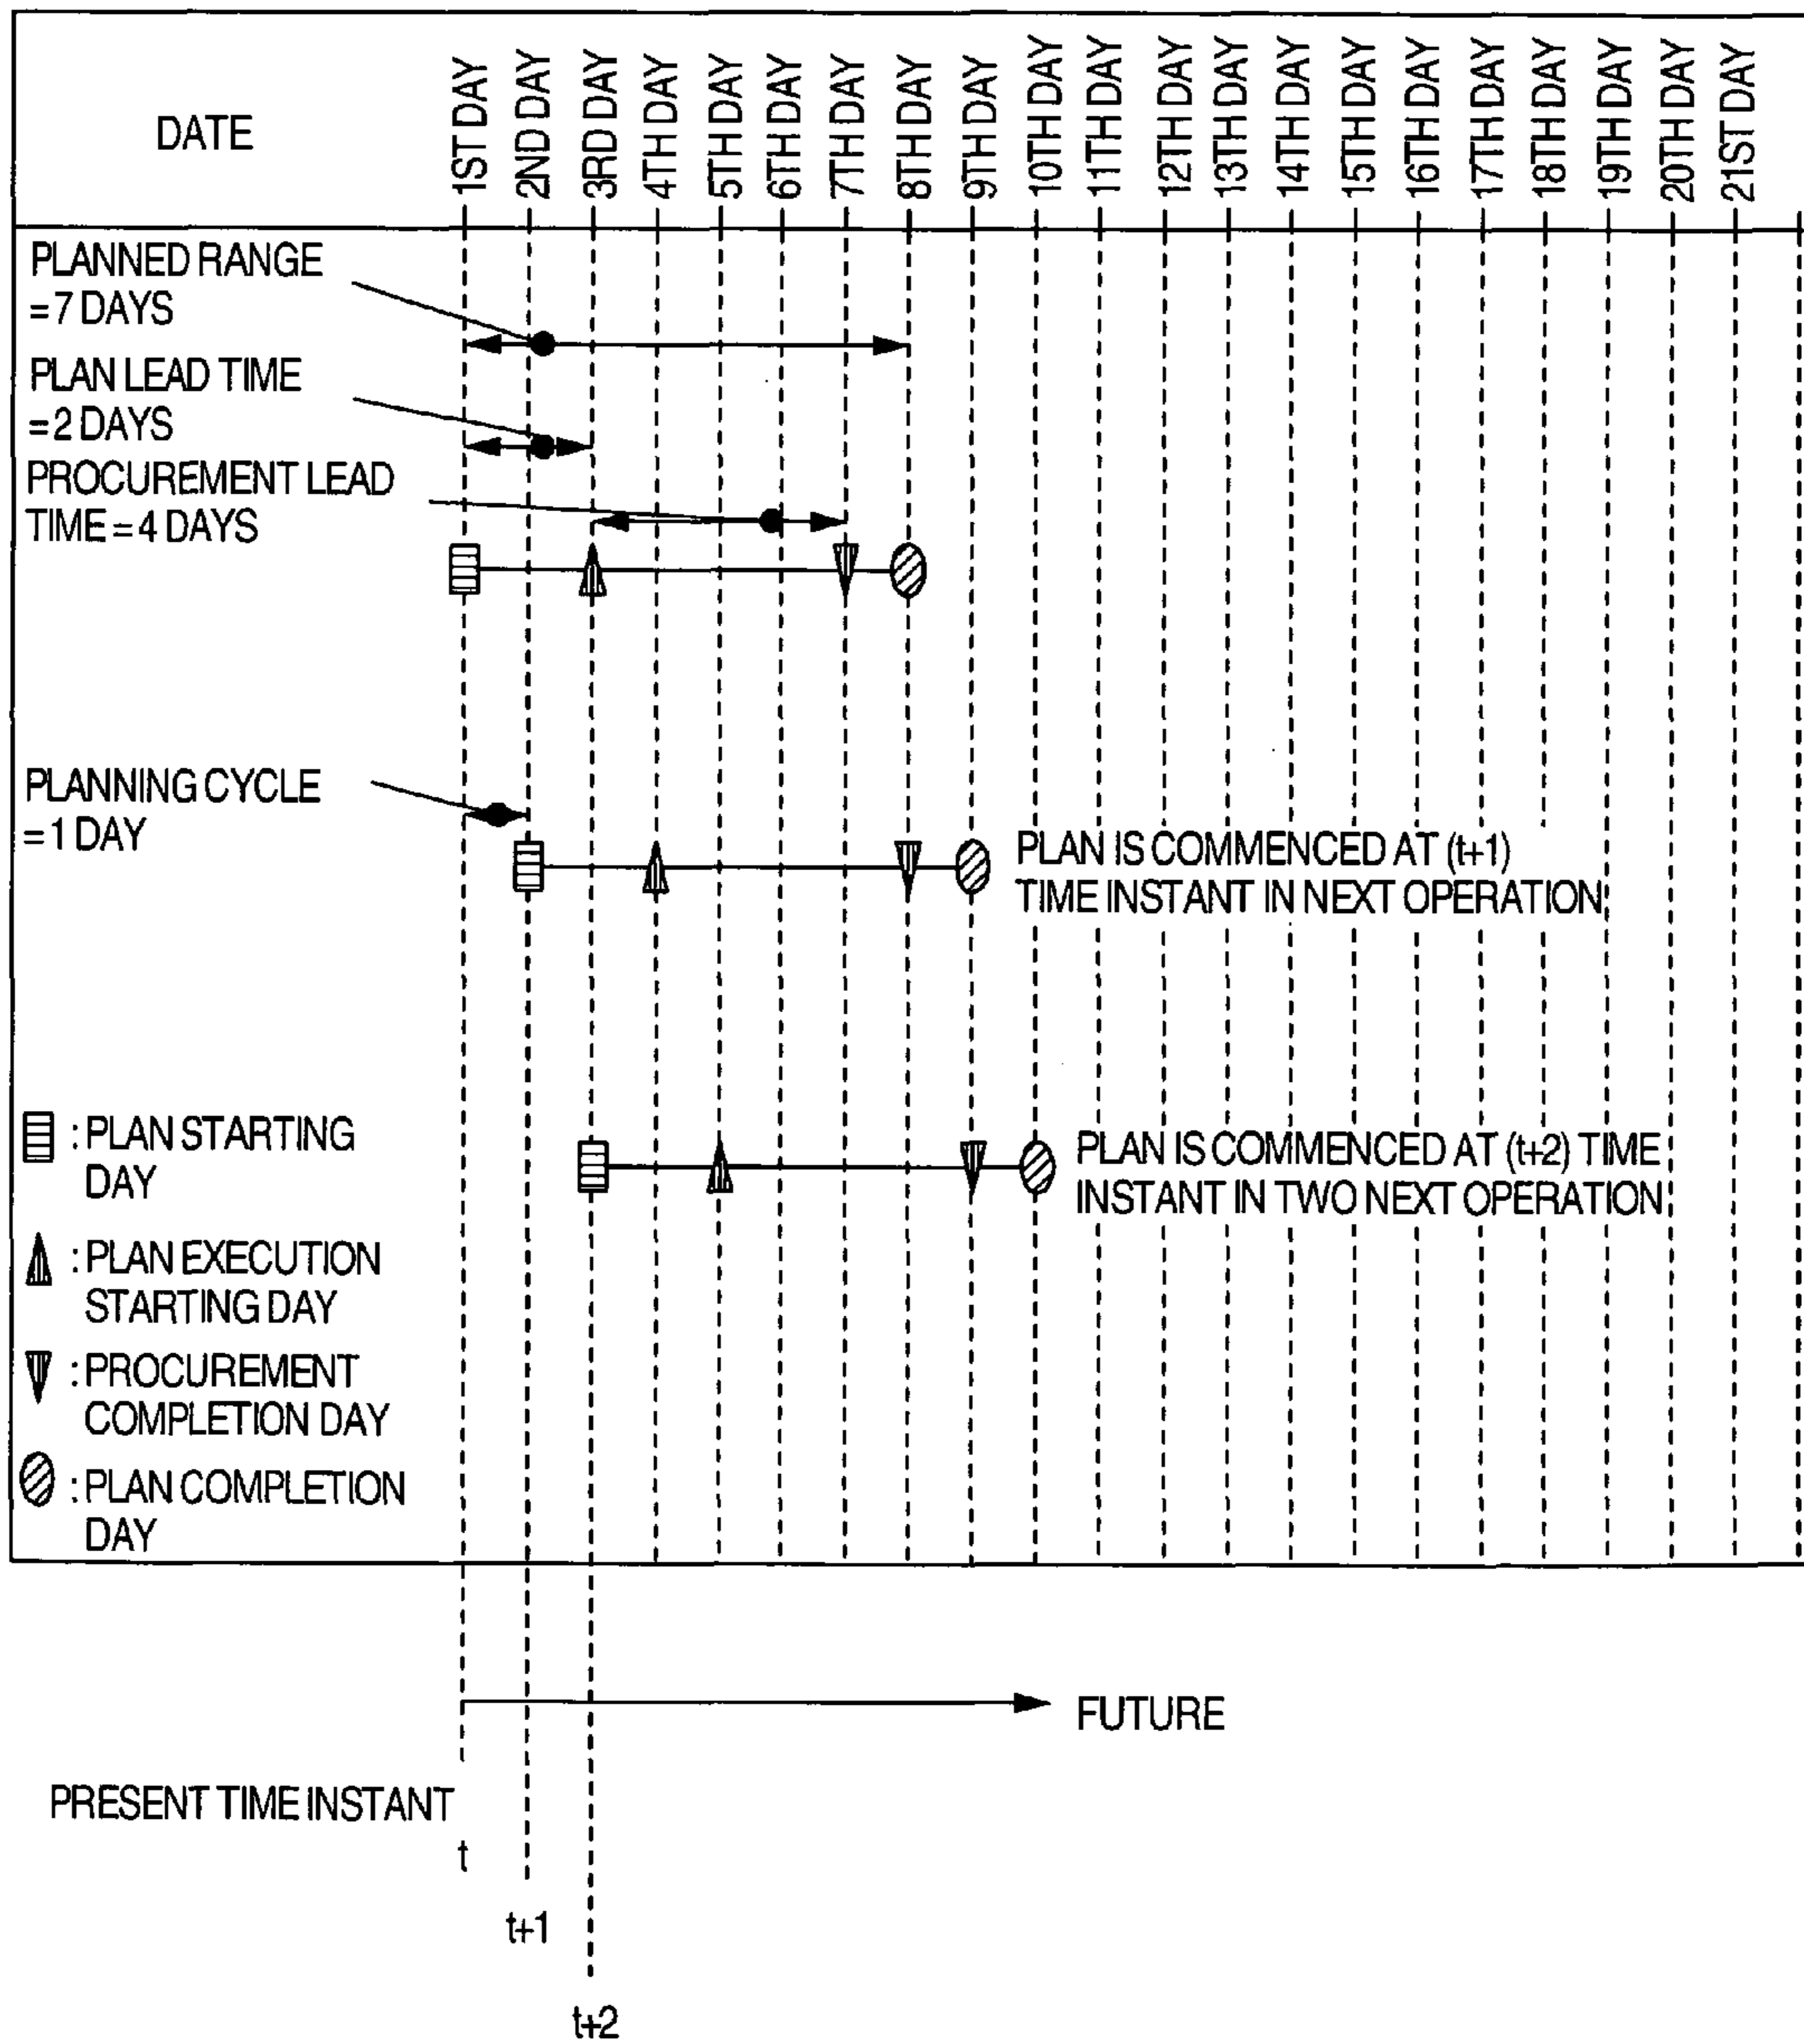 DATE
1ST DAY
2ND DAY
3RD DAY
4TH DAY
5TH DAY
6TH DAY
7TH DAY
8TH DAY
9TH DAY
10TH DAY
11TH DAY
12TH DAY
13TH DAY
14TH DAY
15TH DAY
16TH DAY
17TH DAY
18TH DAY
19TH DAY
20TH DAY
21ST DAY
PLANNED RANGE
=7 DAYS
PLAN LEAD TIME
=2 DAYS
PROCUREMENT LEAD
TIME=4 DAYS
PLANNING CYCLE
=1 DAY
PLAN IS COMMENCED AT (t+1)
TIME INSTANT IN NEXT OPERATION
PLAN IS COMMENCED AT (t+2) TIME
INSTANT IN TWO NEXT OPERATION
: PLAN STARTING
DAY
: PLAN EXECUTION
STARTING DAY
: PROCUREMENT
COMPLETION DAY
: PLAN COMPLETION
DAY
FUTURE
PRESENT TIME INSTANT
t
t+1
t+2